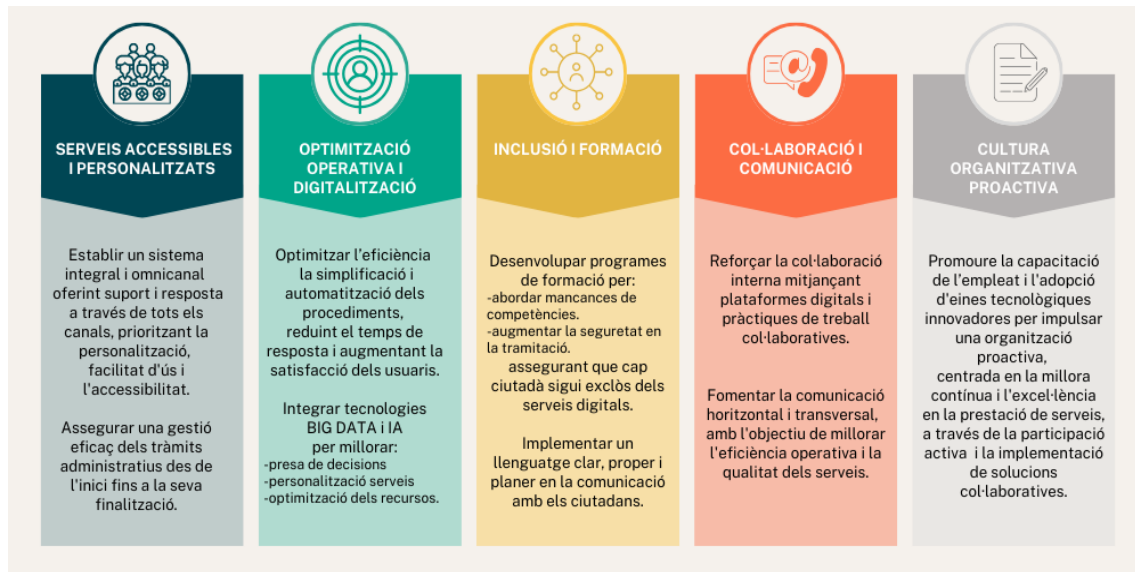 SERVEIS ACCESSIBLES
I PERSONALITZATS
Establir un sistema
integral i omnicanal
oferint suport i resposta
a través de tots els
canals, prioritzant la
personalització,
facilitat d'ús i
l'accessibilitat.
Assegurar una gestió
eficaç dels tràmits
administratius des de
l'inici fins a la seva
finalització.
OPTIMITZACIÓ
OPERATIVA I
DIGITALITZACIÓ
Optimitzar l'eficiència
la simplificació i
automatització dels
procediments,
reduint el temps de
resposta i augmentant la
satisfacció dels usuaris.
Integrar tecnologies
BIG DATA i IA
per millorar:
-presa de decisions
-personalització serveis
-optimització dels recursos.
INCLUSIÓ I FORMACIÓ
Desenvolupar programes
de formació per:
-abordar mancances de
competències.
-augmentar la seguretat en
la tramitació.
assegurant que cap
ciutadà sigui exclòs dels
serveis digitals.
Implementar un
llenguatge clar, proper i
planer en la comunicació
amb els ciutadans.
COL·LABORACIÓ I
COMUNICACIÓ
Reforçar la col·laboració
interna mitjançant
plataformes digitals i
pràctiques de treball
col·laboratives.
Fomentar la comunicació
horitzontal i transversal,
amb l'objectiu de millorar
l'eficiència operativa i la
qualitat dels serveis.
CULTURA
ORGANITZATIVA
PROACTIVA
Promoure la capacitació
de l'empleat i l'adopció
d'eines tecnològiques
innovadores per impulsar
una organització
proactiva,
centrada en la millora
contínua i l'excel·lència
en la prestació de serveis,
a través de la participació
activa i la implementació
de solucions
col·laboratives.